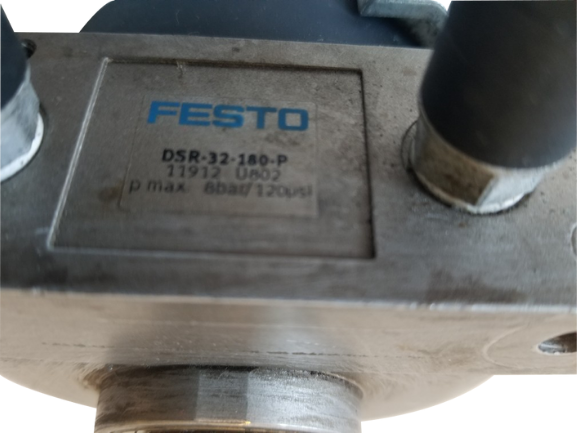 FESTO
DSR-32-180-P
11912 U802
p max 8bar/120psi